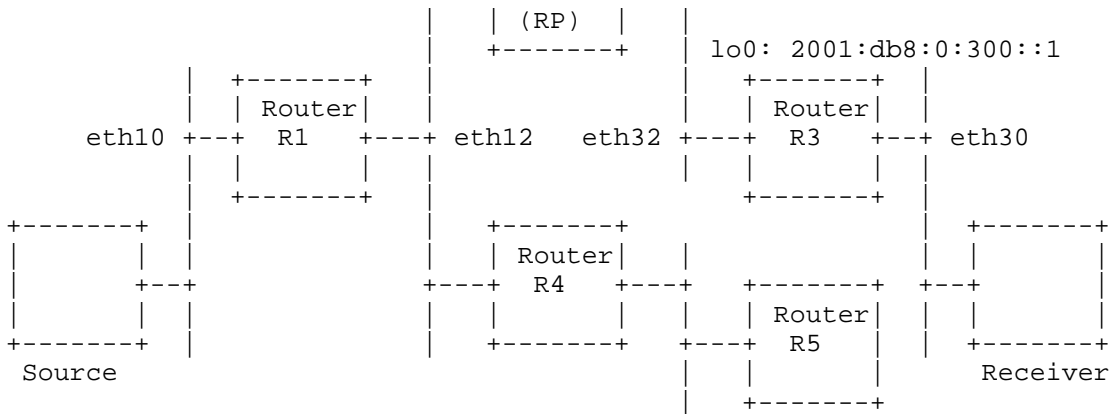 (RP)
lo0: 2001:db8:0:300::1
Router Router
eth10 R1 eth12 eth32 R3 eth30
Router
R4
Router
R5
Source Receiver